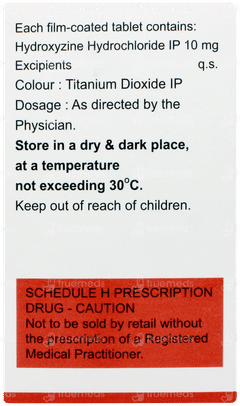 Each film-coated tablet contains:
Hydroxyzine Hydrochloride IP 10 mg
Excipients q.s.
Colour : Titanium Dioxide IP
Dosage : As directed by the
Physician.
Store in a dry & dark place,
at a temperature
not exceeding 30°C.
Keep out of reach of children.
SCHEDULE H PRESCRIPTION
DRUG - CAUTION
Not to be sold by retail without
the prescription of a Registered
Medical Practitioner.